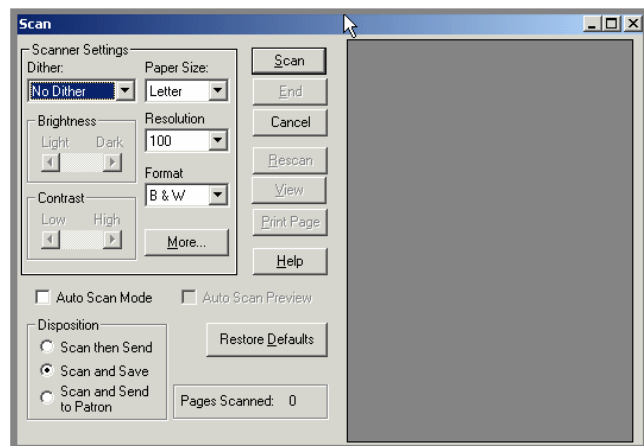 Scan
Scanner Settings
Dither:
No Dither
Paper Size:
Letter
Brightness
Light Dark
Resolution
100
Contrast
Low High
Format
B & W
More...
Scan
End
Cancel
Rescan
View
Print Page
Help
Auto Scan Mode
Auto Scan Preview
Disposition
Scan then Send
Scan and Save
Scan and Send
to Patron
Restore Defaults
Pages Scanned: 0